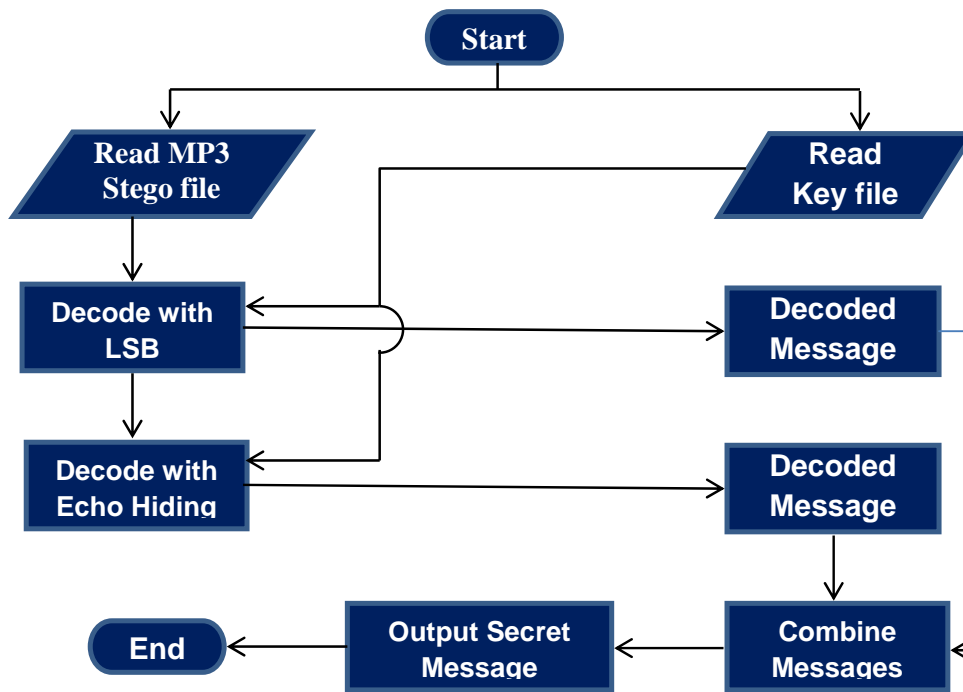 Start
Read MP3
Stego file
Read
Key file
Decode with
LSB
Decoded
Message
Decode with
Echo Hiding
Decoded
Message
End
Output Secret
Message
Combine
Messages